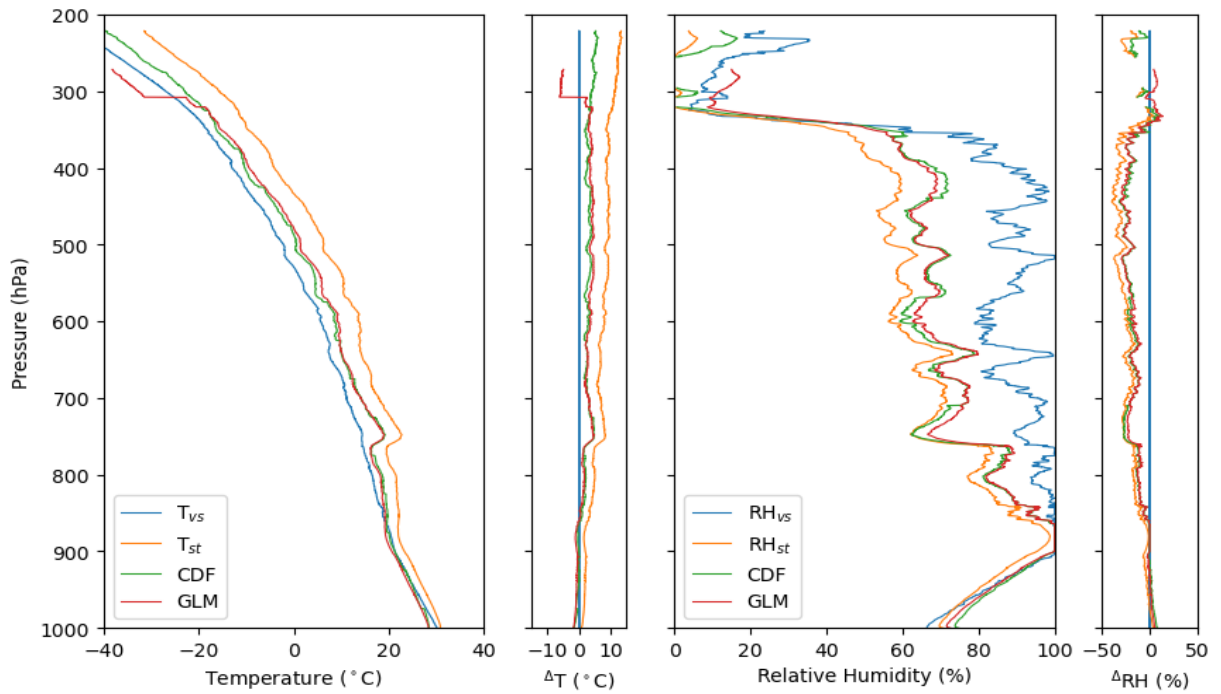 200
300
400
500
600
700
800
900
1000
Pressure (hPa)
T_vs
T_st
CDF
GLM
−40 −20 0 20 40
Temperature (°C)
−10 0 10
ΔT (°C)
RH_vs
RH_st
CDF
GLM
0 20 40 60 80 100
Relative Humidity (%)
−50 0 50
ΔRH (%)